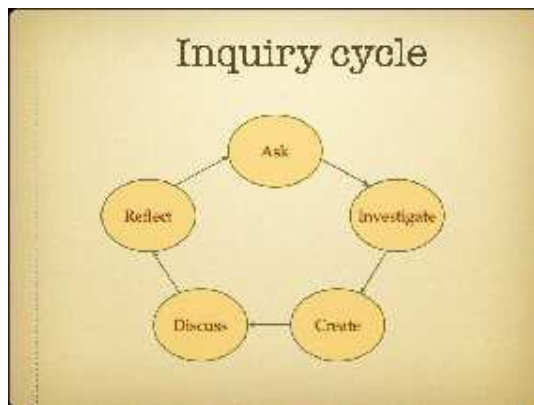 Inquiry cycle
Ask
Investigate
Create
Discuss
Reflect